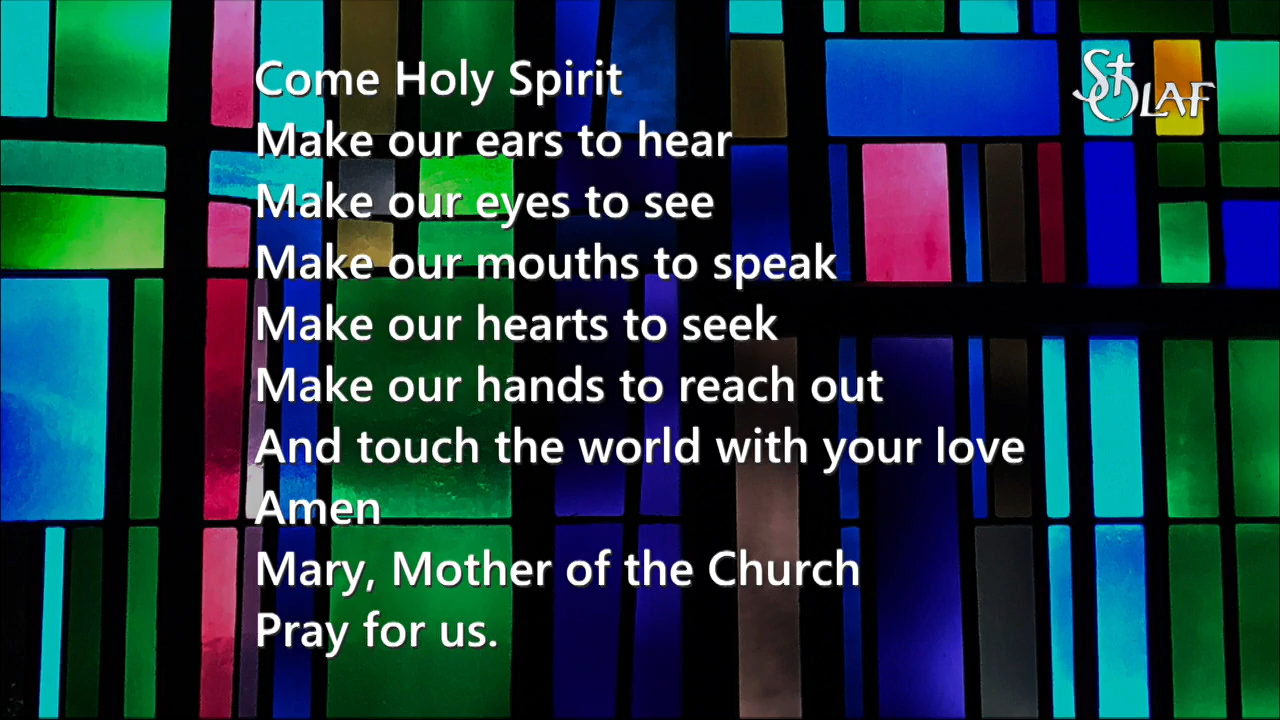 Come Holy Spirit
Make our ears to hear
Make our eyes to see
Make our mouths to speak
Make our hearts to seek
Make our hands to reach out
And touch the world with your love
Amen
Mary, Mother of the Church
Pray for us.
St OLAF